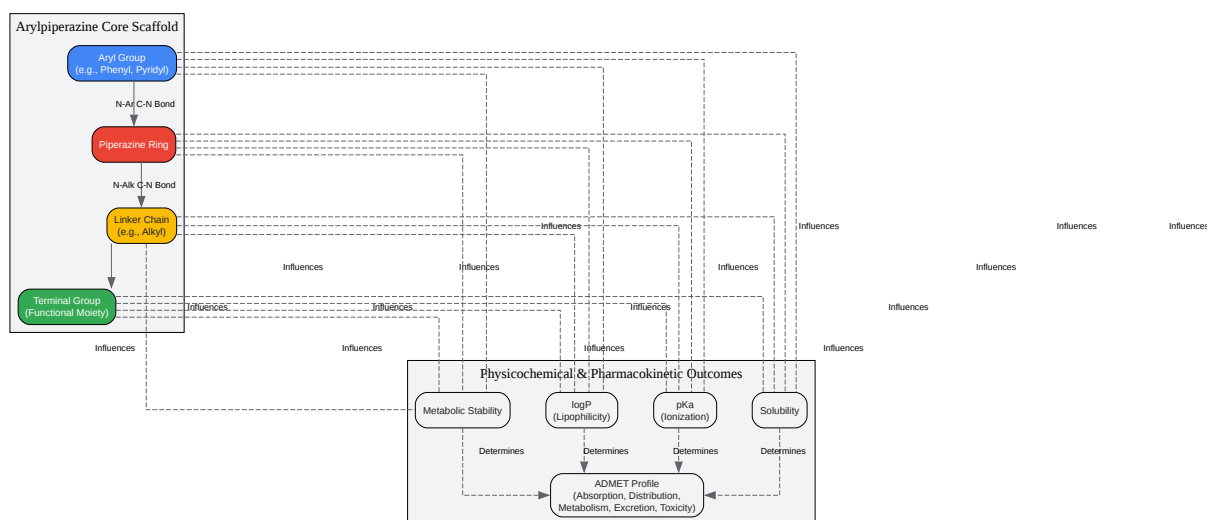 Arylpiperazine Core Scaffold
Aryl Group
(e.g., Phenyl, Pyridyl)
N-Ar C-N Bond
Piperazine Ring
N-Alk C-N Bond
Linker Chain
(e.g., Alkyl)
Influences
Influences
Influences
Influences
Influences
Influences
Influences
Influences
Terminal Group
(Functional Moiety)
Influences
Influences
Influences
Influences
Influences
Influences
Influences
Influences
Physicochemical & Pharmacokinetic Outcomes
Metabolic Stability
logP
(Lipophilicity)
pKa
(Ionization)
Solubility
Determines
Determines
Determines
Determines
ADMET Profile
(Absorption, Distribution,
Metabolism, Excretion, Toxicity)